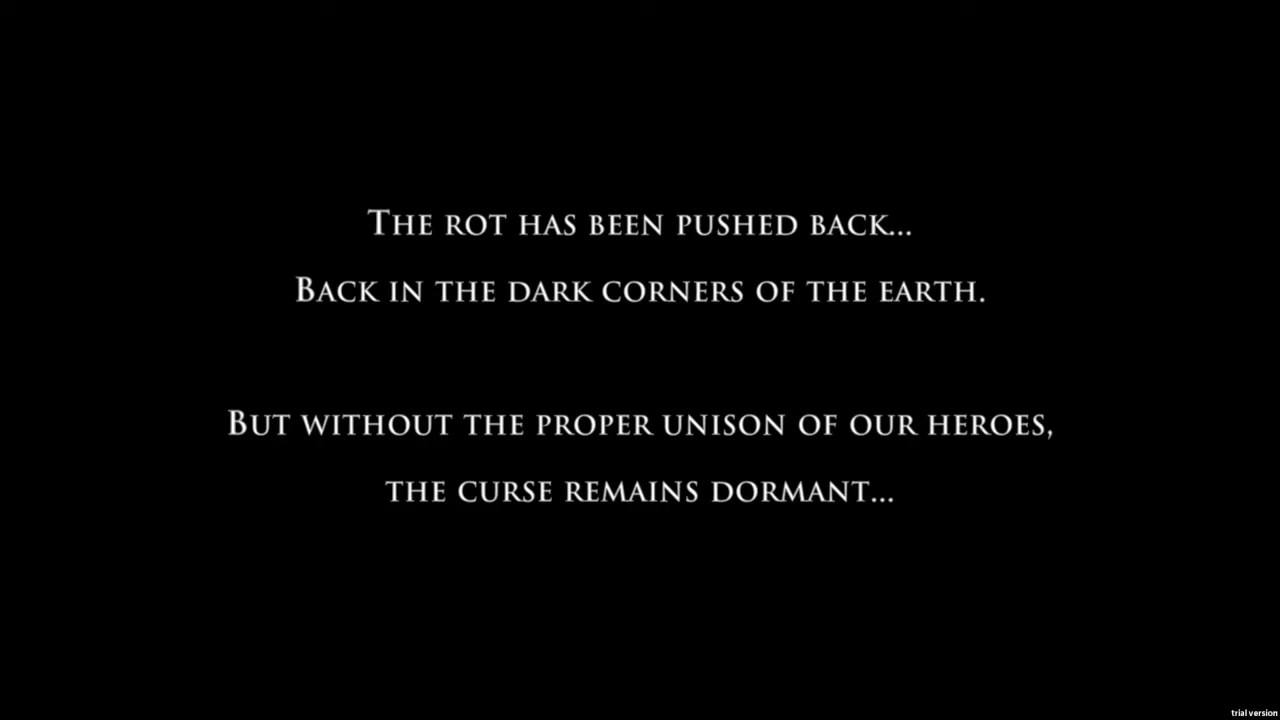 The rot has been pushed back...
Back in the dark corners of the earth.
But without the proper unison of our heroes,
the curse remains dormant...
trial version